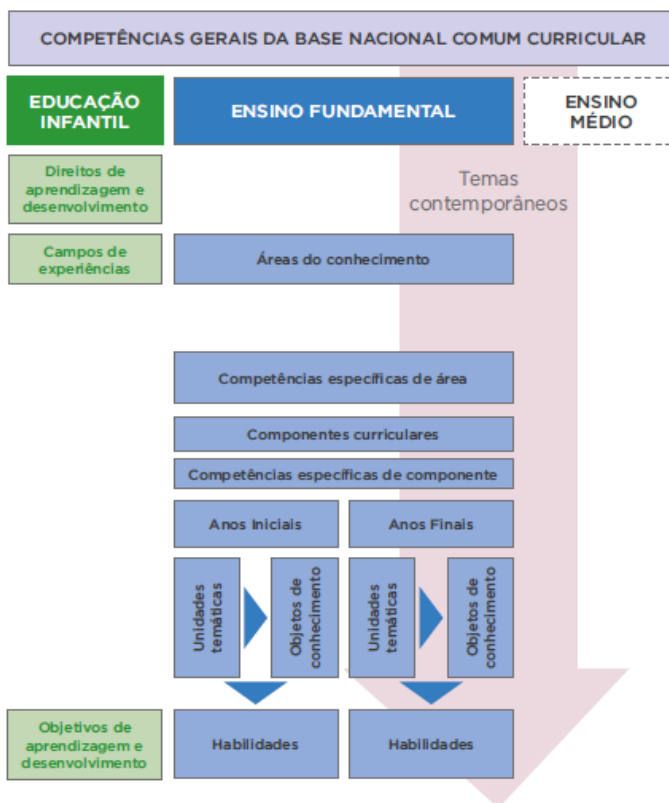 COMPETÊNCIAS GERAIS DA BASE NACIONAL COMUM CURRICULAR
EDUCAÇÃO
INFANTIL
ENSINO FUNDAMENTAL
ENSINO
MÉDIO
Direitos de
aprendizagem e
desenvolvimento
Temas
contemporâneos
Campos de
experiências
Áreas do conhecimento
Competências específicas de área
Componentes curriculares
Competências específicas de componente
Anos Iniciais
Anos Finais
Unidades
temáticas
Objetos de
conhecimento
Unidades
temáticas
Objetos de
conhecimento
Objetivos de
aprendizagem e
desenvolvimento
Habilidades
Habilidades